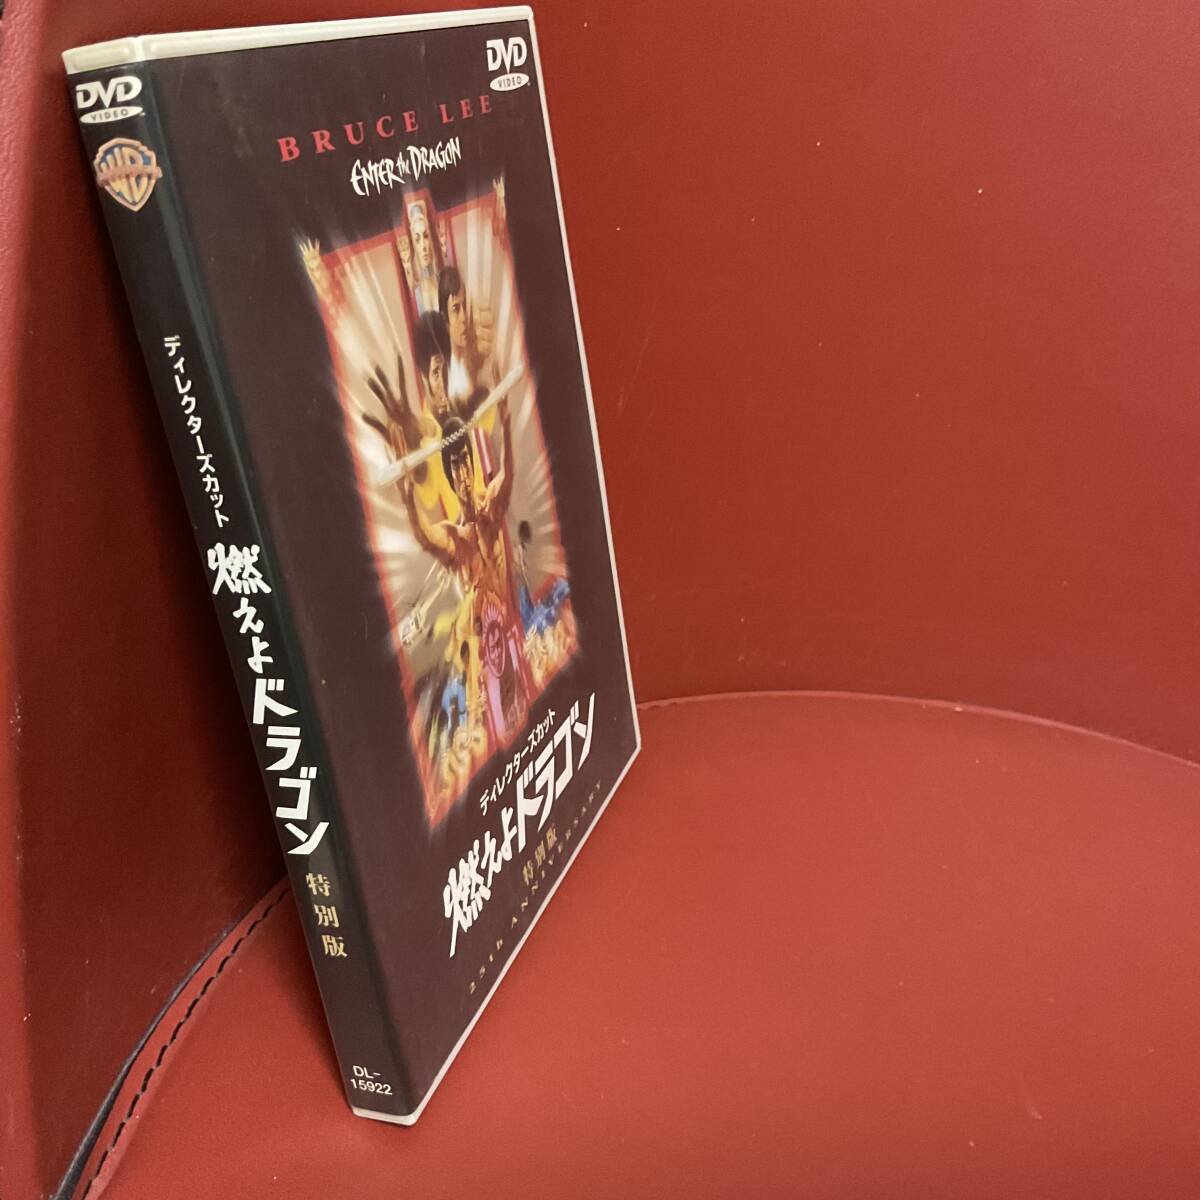 DVD
VIDEO
WB
ディレクターズカット
燃えよドラゴン
特別版
DL-
15922
DVD
VIDEO
BRUCE LEE
ENTER the DRAGON
ディレクターズカット
燃えよドラゴン
特別版
25th ANNIVERSARY